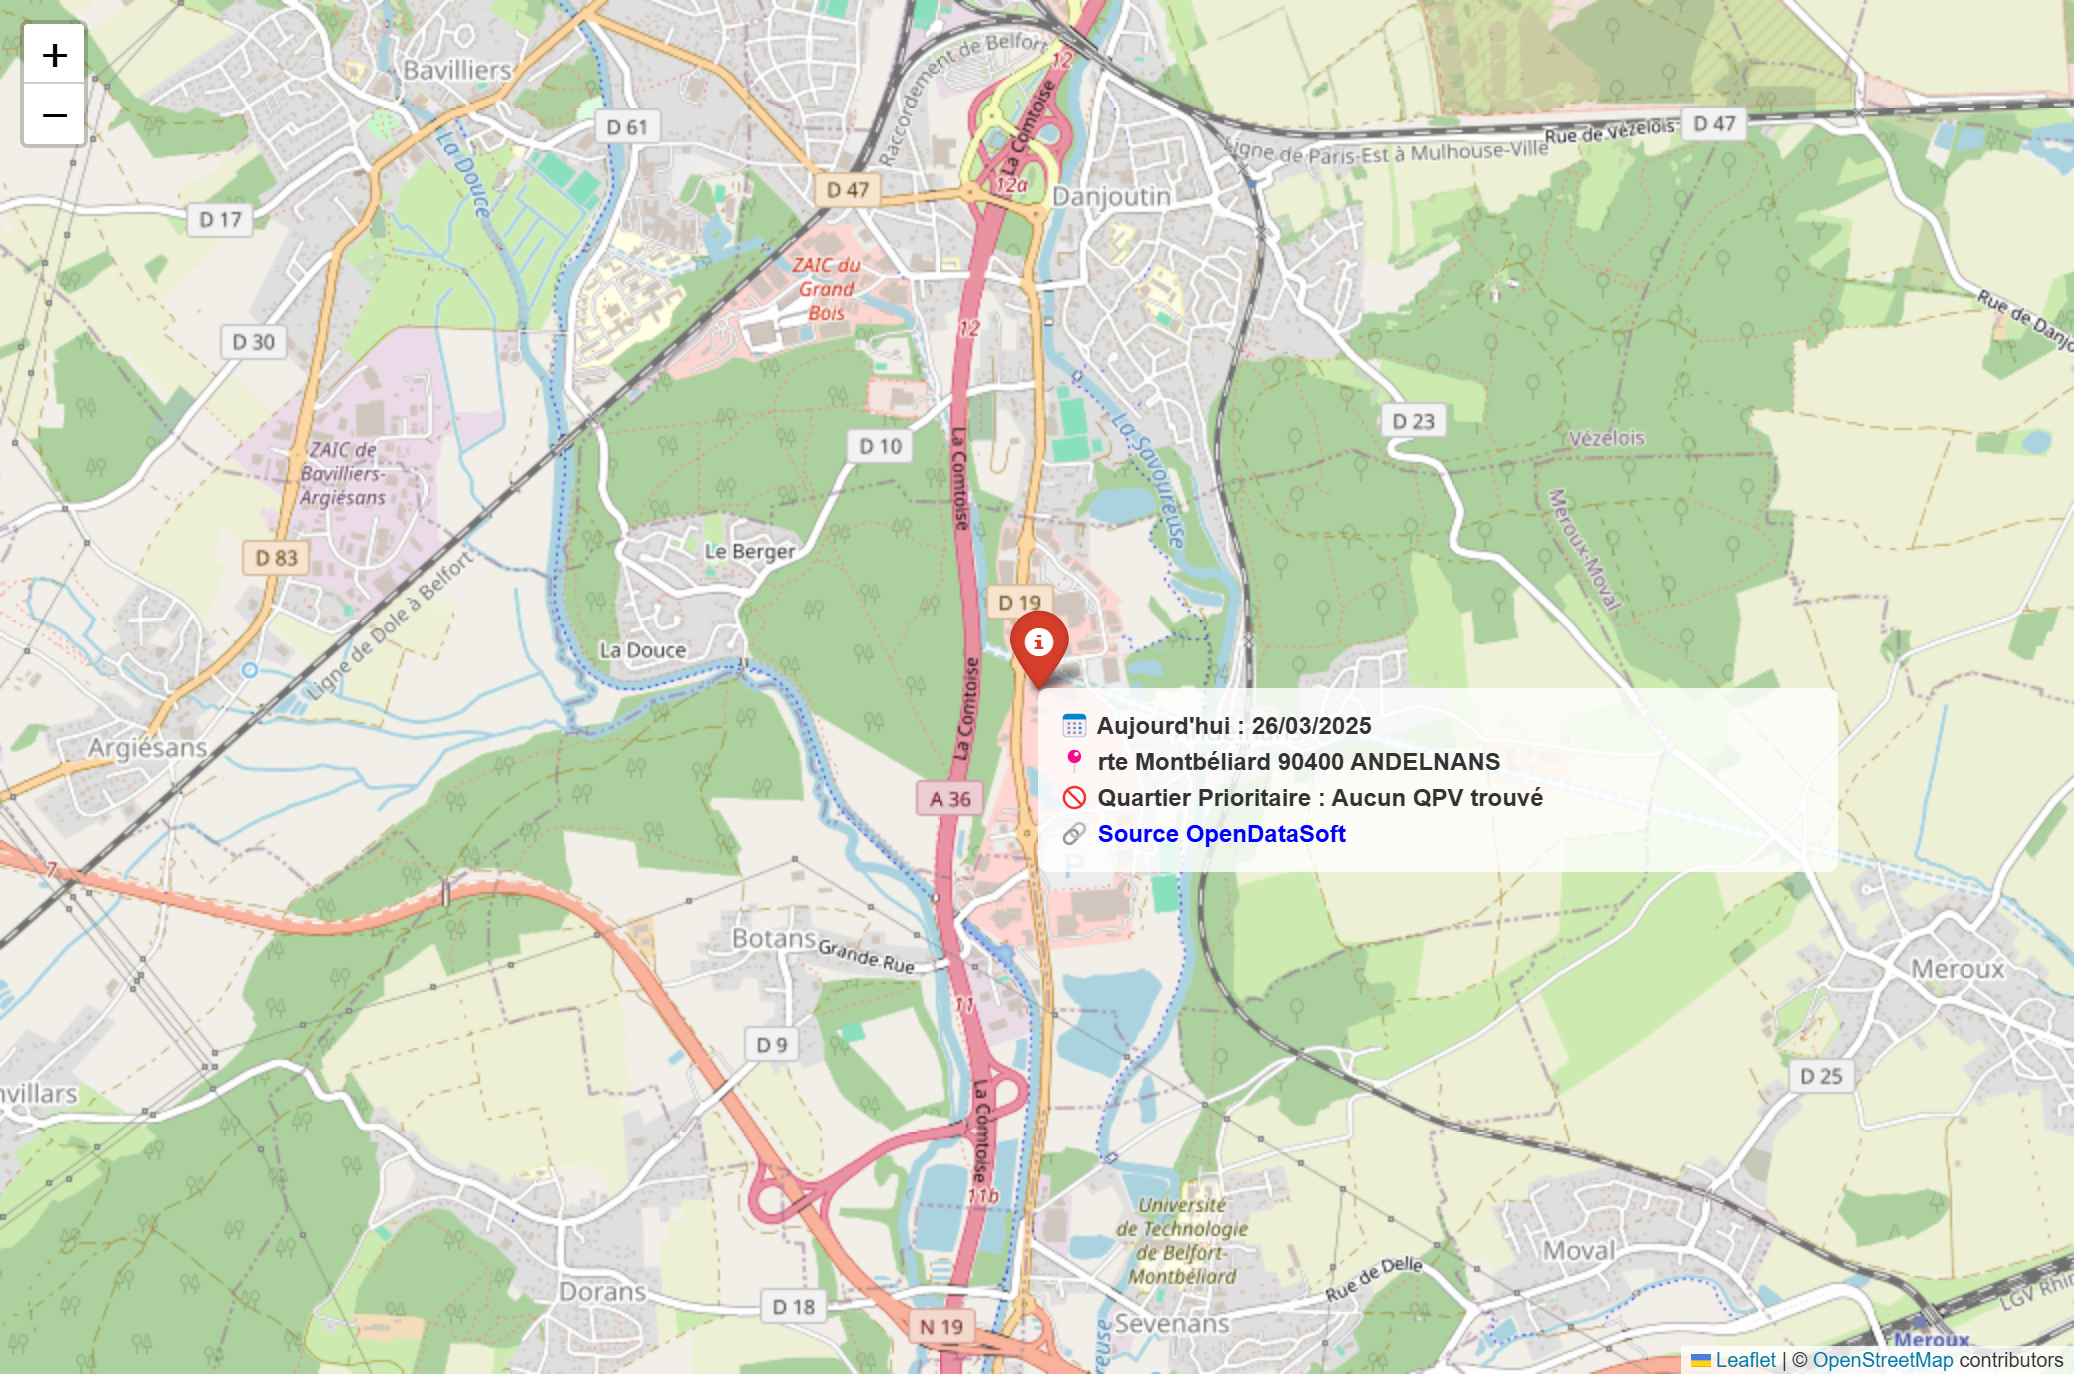 +
−
Bavilliers
La Douce
D 61
Raccordement de Belfort
12
La Comtoise
12a
D 47
Danjoutin
Ligne de Paris-Est à Mulhouse-Ville
Rue de Vézelois
D 47
D 17
ZAIC du
Grand
Bois
D 30
12
Rue de Danjo
D 23
Vézelois
La Savoureuse
D 10
La Comtoise
ZAIC de
Bavilliers-
Argiésans
Meroux-Moval
D 83
Le Berger
D 19
La Douce
Ligne de Dole à Belfort
La Comtoise
Argiésans
Aujourd'hui : 26/03/2025
rte Montbéliard 90400 ANDELNANS
Quartier Prioritaire : Aucun QPV trouvé
Source OpenDataSoft
A 36
7
P
Botans
Grande Rue
Meroux
11
D 9
D 25
nvillars
La Comtoise
11b
Université
de Technologie
de Belfort-
Montbéliard
Moval
Rue de Delle
Dorans
D 18
Sevenans
N 19
reuse
LGV Rhin
Meroux
Leaflet | © OpenStreetMap contributors